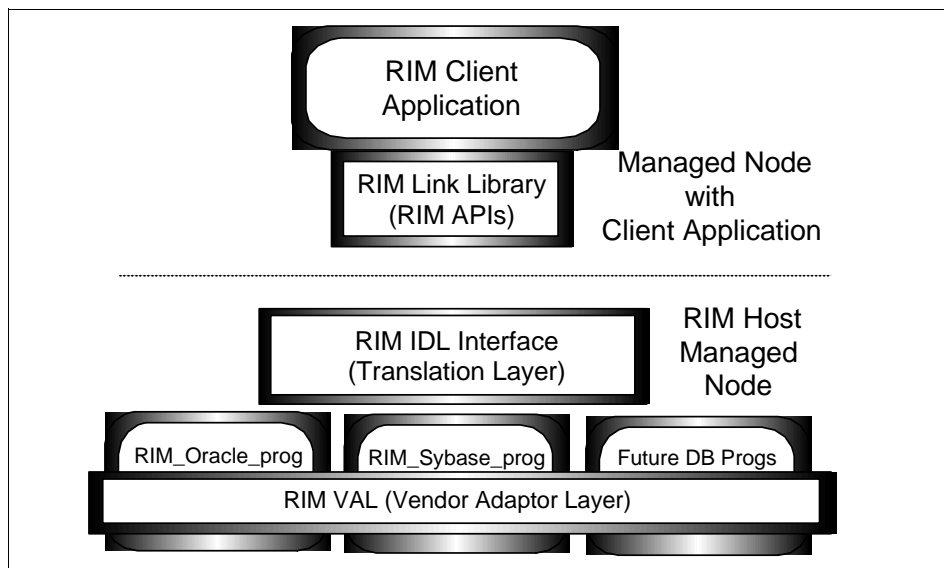 RIM Client
Application
RIM Link Library
(RIM APIs)
Managed Node
with
Client Application
RIM IDL Interface
(Translation Layer)
RIM Host
Managed
Node
RIM_Oracle_prog
RIM_Sybase_prog
Future DB Progs
RIM VAL (Vendor Adaptor Layer)